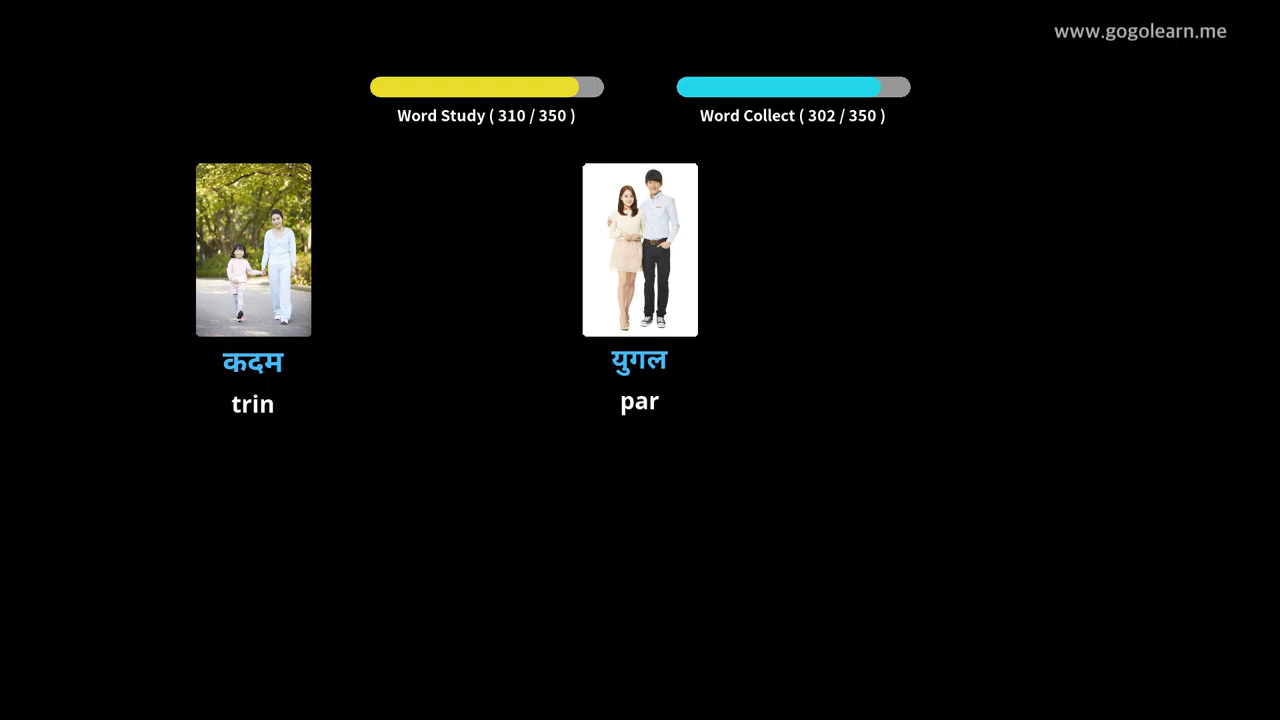 www.gogolearn.me
Word Study ( 310 / 350 )
Word Collect ( 302 / 350 )
कदम
trin
युगल
par